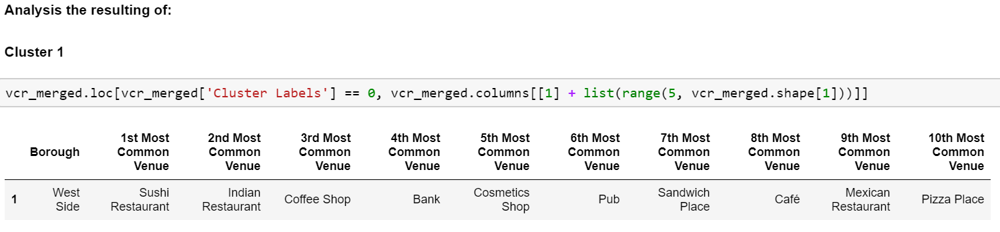 Analysis the resulting of:
Cluster 1
vcr_merged.loc[vcr_merged['Cluster Labels'] == 0, vcr_merged.columns[[1] + list(range(5, vcr_merged.shape[1]))]]
Borough 1st Most Common Venue 2nd Most Common Venue 3rd Most Common Venue 4th Most Common Venue 5th Most Common Venue 6th Most Common Venue 7th Most Common Venue 8th Most Common Venue 9th Most Common Venue 10th Most Common Venue
1 West Side Sushi Restaurant Indian Restaurant Coffee Shop Bank Cosmetics Shop Pub Sandwich Place Café Mexican Restaurant Pizza Place